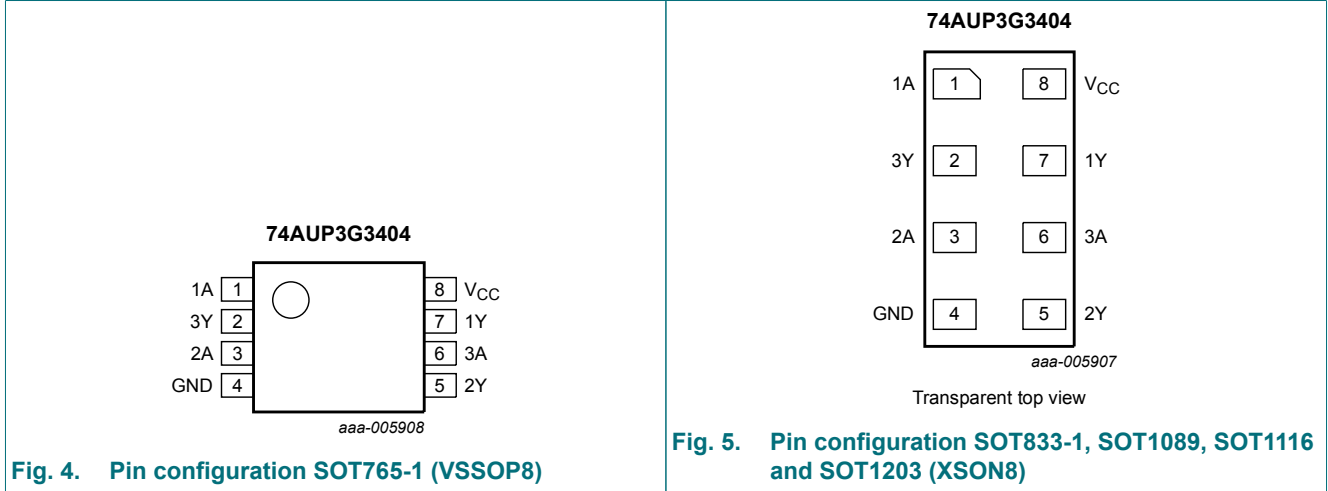 74AUP3G3404
1A 1 8 VCC
3Y 2 7 1Y
2A 3 6 3A
GND 4 5 2Y
aaa-005908
Fig. 4. Pin configuration SOT765-1 (VSSOP8)
74AUP3G3404
1A 1 8 VCC
3Y 2 7 1Y
2A 3 6 3A
GND 4 5 2Y
aaa-005907
Transparent top view
Fig. 5. Pin configuration SOT833-1, SOT1089, SOT1116
and SOT1203 (XSON8)